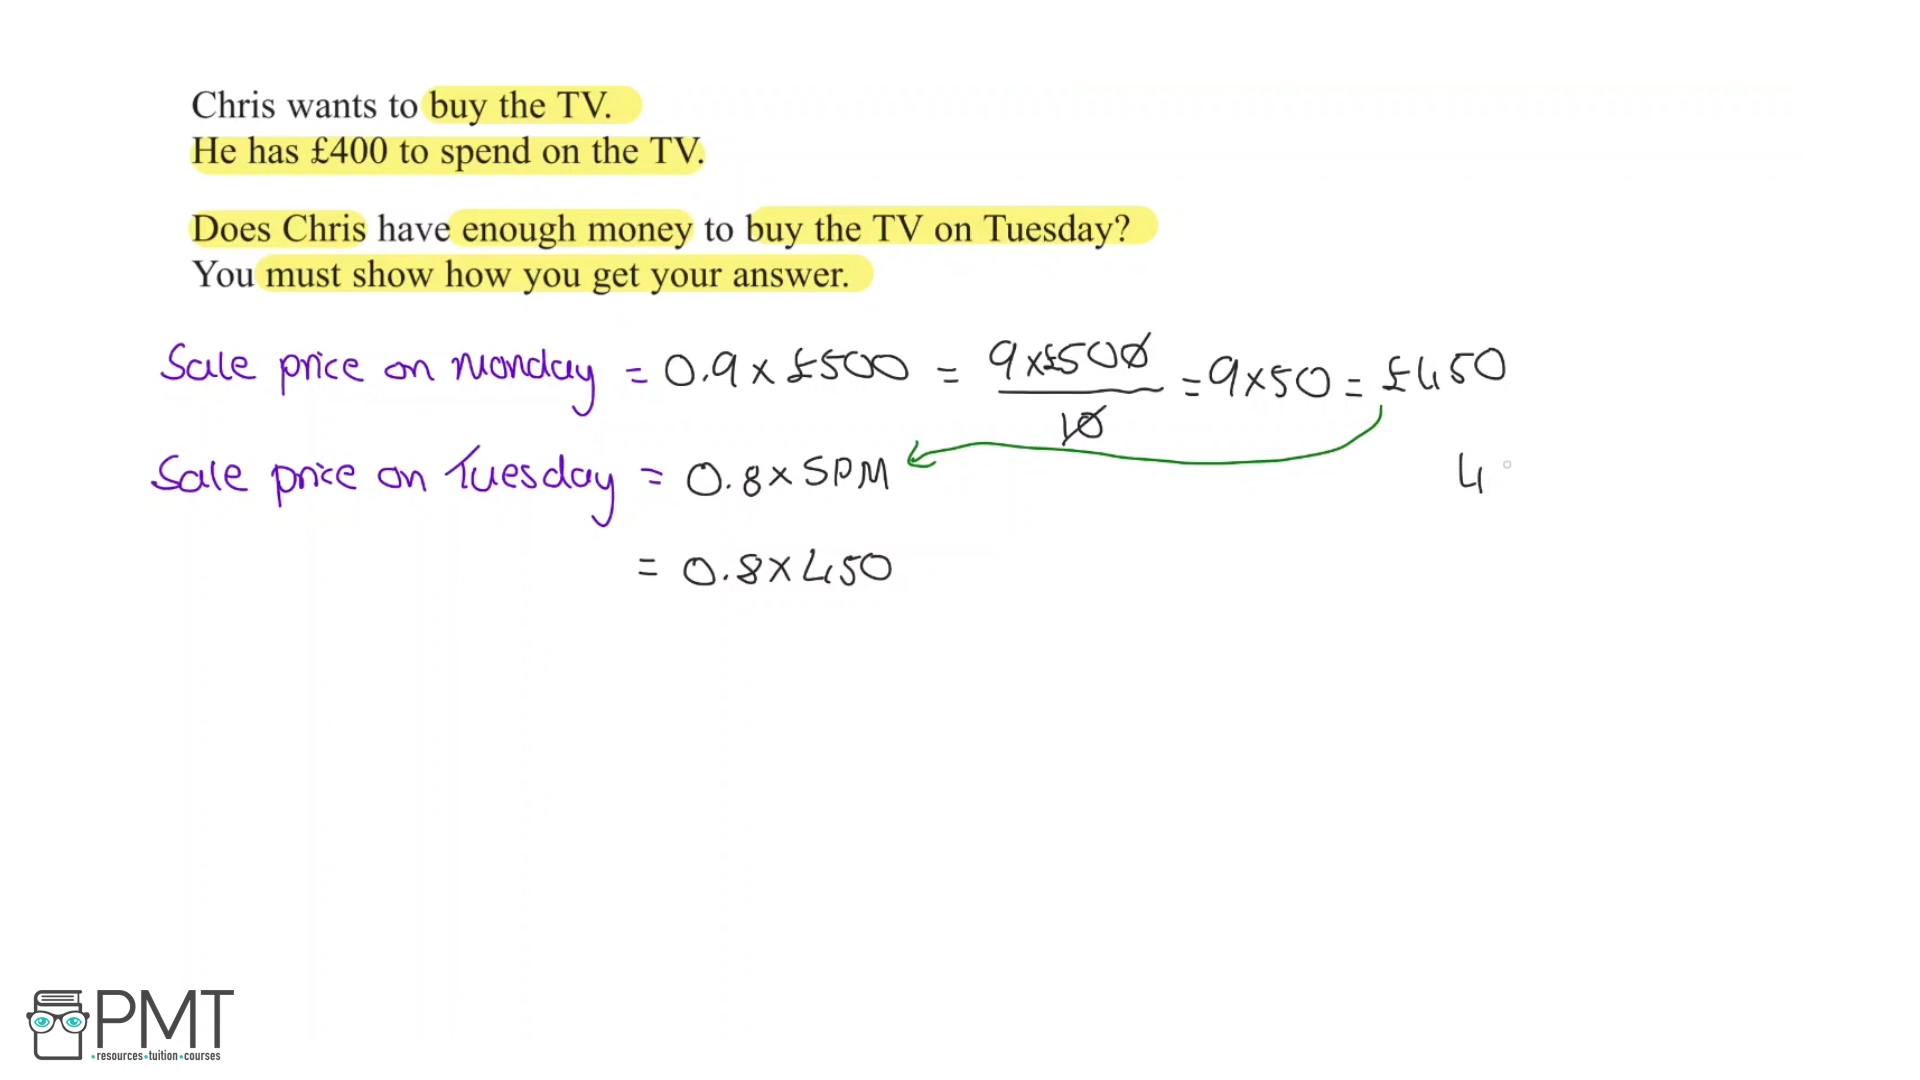 Chris wants to buy the TV.
He has £400 to spend on the TV.
Does Chris have enough money to buy the TV on Tuesday?
You must show how you get your answer.
Sale price on Monday = 0.9 × £500 = 9×£500/10 = 9×50 = £450
Sale price on Tuesday = 0.8 × SPM
4
= 0.8 × 450
PMT
•resources•tuition•courses